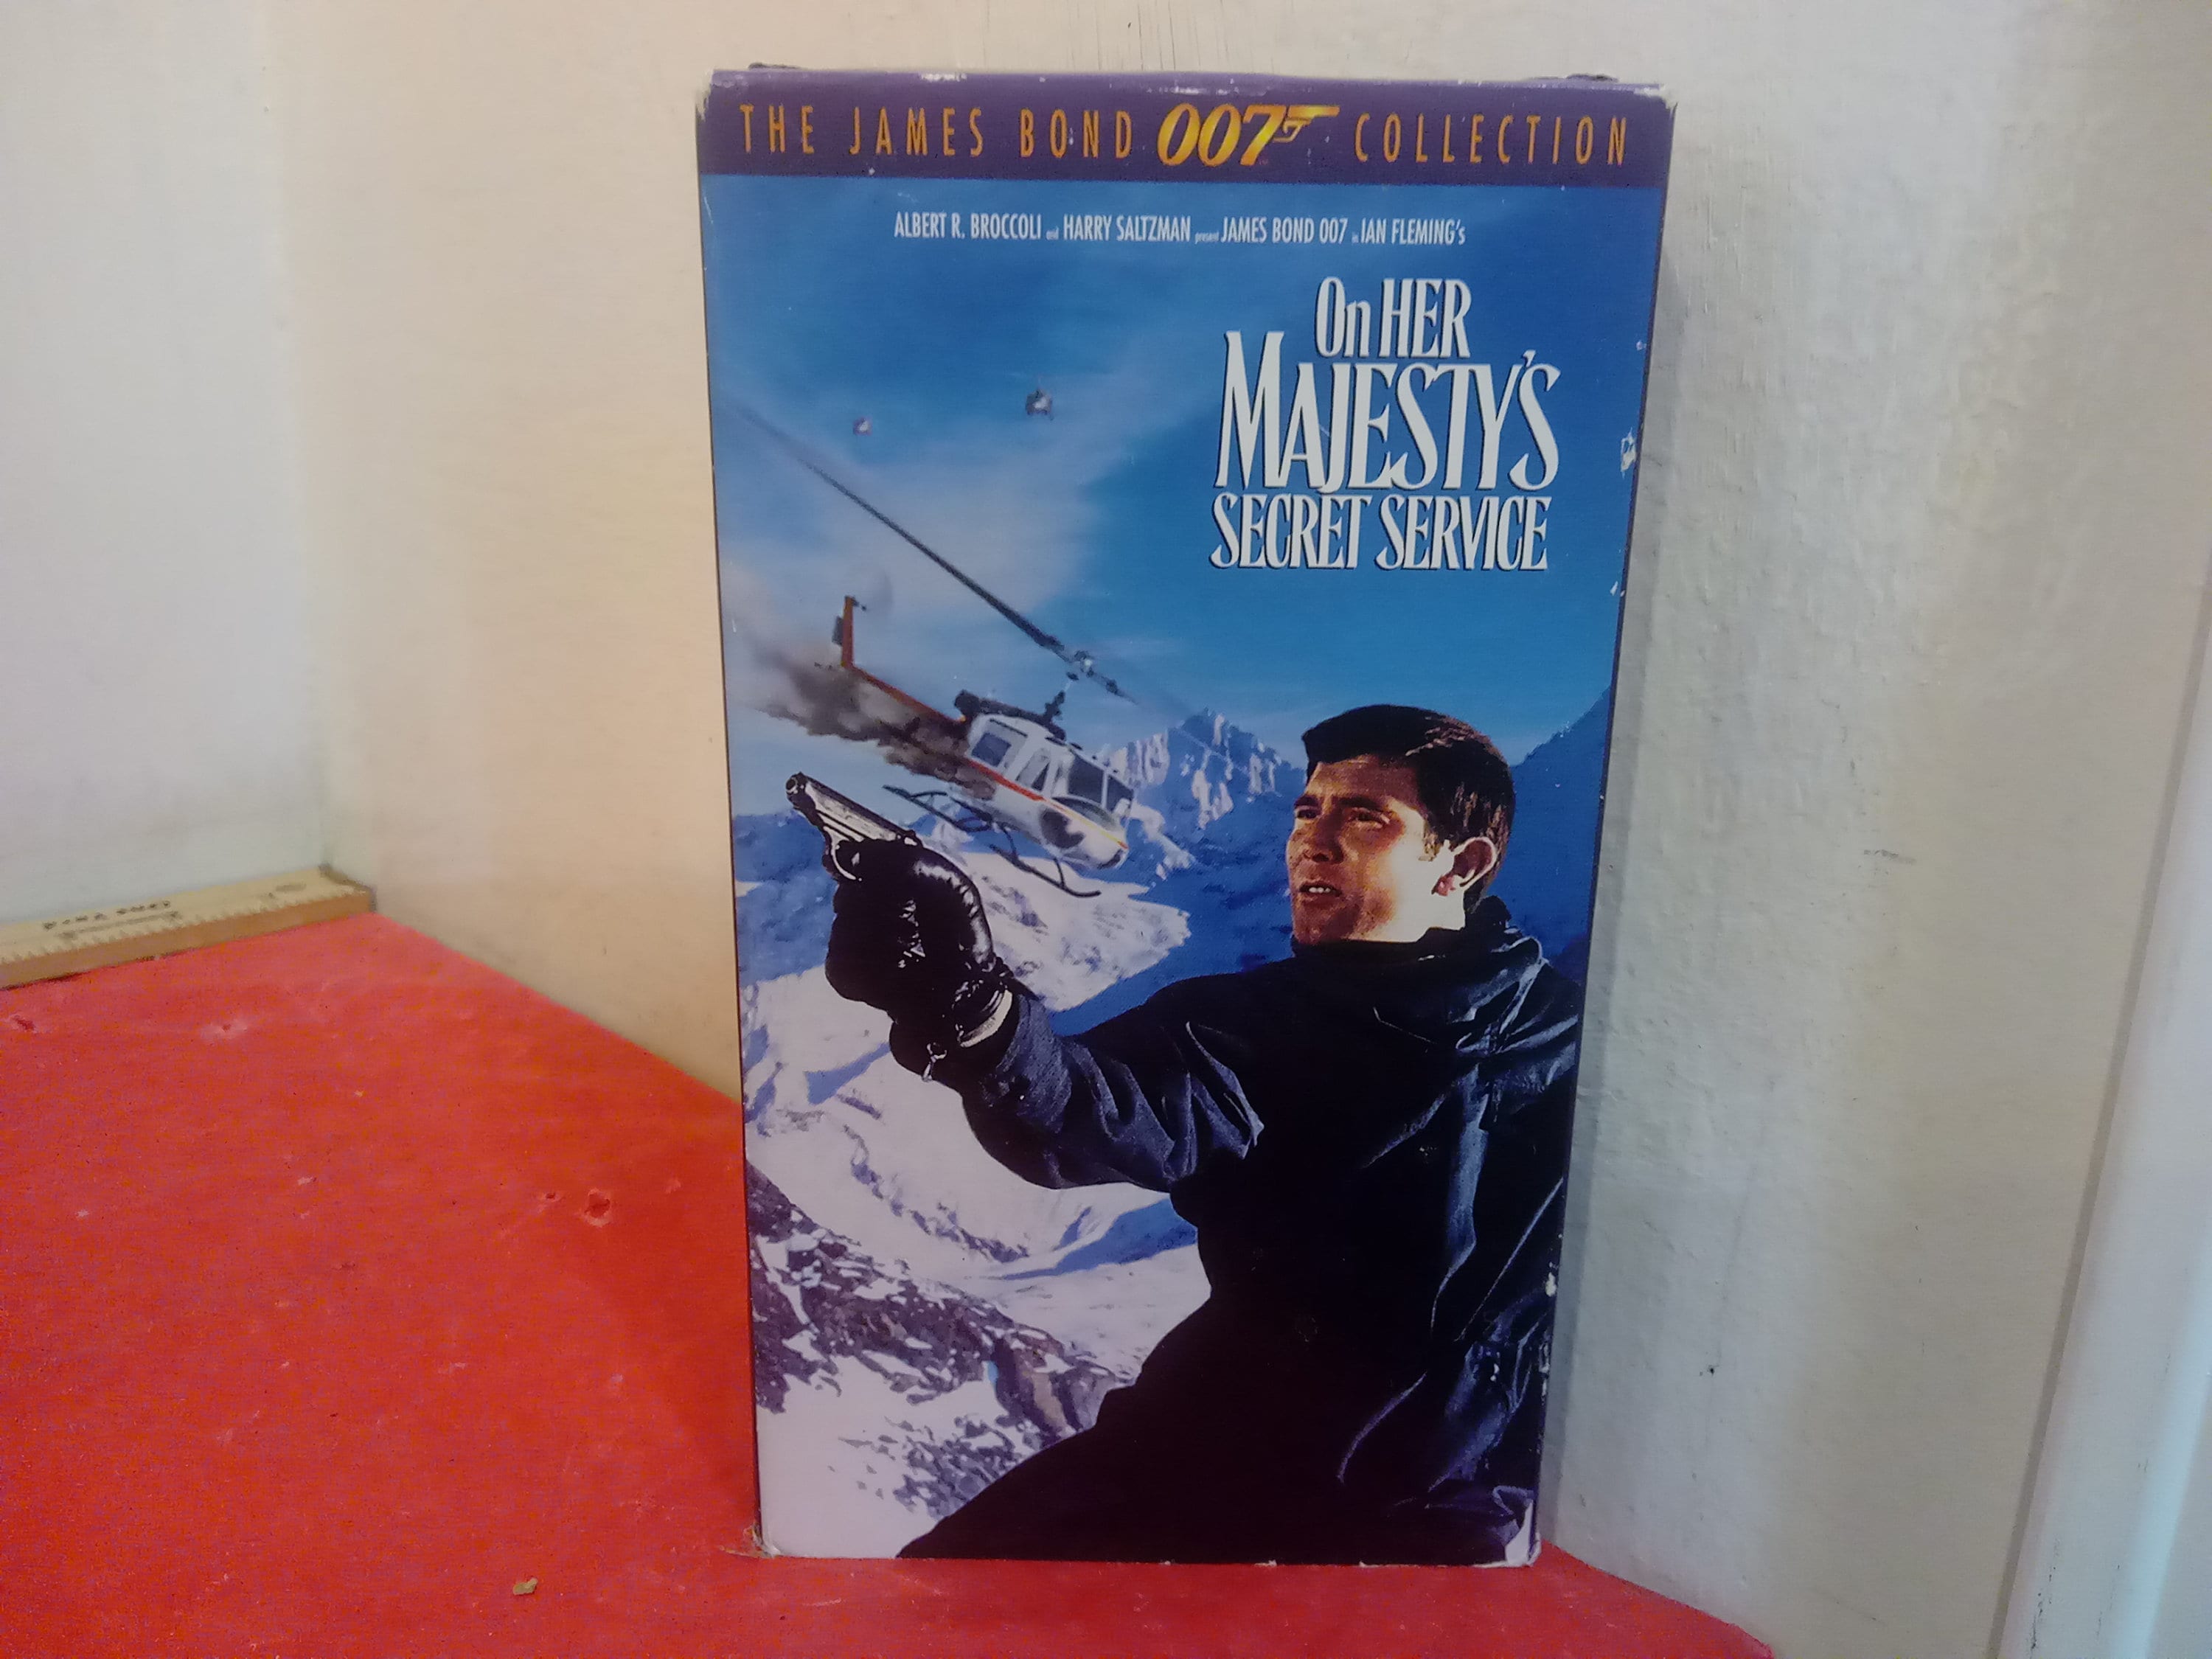 THE JAMES BOND 007 COLLECTION
ALBERT R. BROCCOLI and HARRY SALTZMAN present JAMES BOND 007 in IAN FLEMING's
On HER
MAJESTY'S
SECRET SERVICE